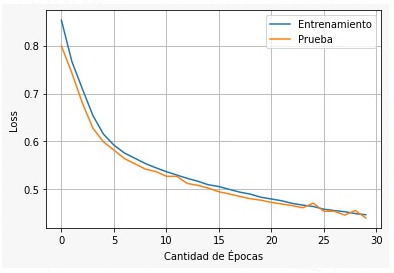 Entrenamiento
Prueba
0.8
0.7
0.6
0.5
Loss
0 5 10 15 20 25 30
Cantidad de Épocas